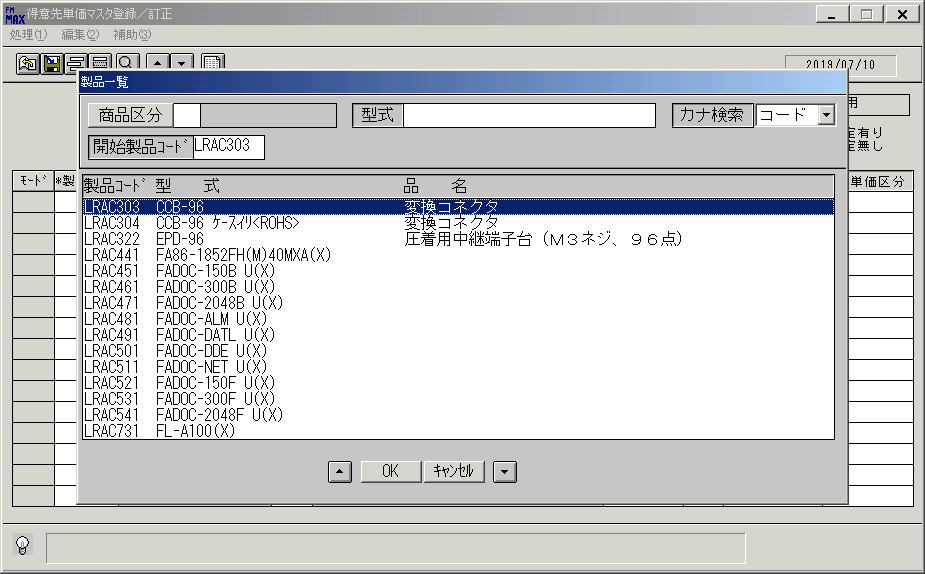 FM MAX 得意先単価マスタ登録／訂正
処理(1) 編集(2) 補助(3)
2019/07/10
製品一覧
商品区分 型式 カナ検索 コード
開始製品ｺｰﾄﾞ LRAC303
用
定有り
定無し
ﾓｰﾄﾞ *製
単価区分
製品ｺｰﾄﾞ 型 式 品 名
LRAC303 CCB-96 変換コネクタ
LRAC304 CCB-96 ｹｰｽｲﾘ<ROHS> 変換コネクタ
LRAC322 EPD-96 圧着用中継端子台（Ｍ３ネジ、９６点）
LRAC441 FA86-1852FH(M)40MXA(X)
LRAC451 FADOC-150B U(X)
LRAC461 FADOC-300B U(X)
LRAC471 FADOC-2048B U(X)
LRAC481 FADOC-ALM U(X)
LRAC491 FADOC-DATL U(X)
LRAC501 FADOC-DDE U(X)
LRAC511 FADOC-NET U(X)
LRAC521 FADOC-150F U(X)
LRAC531 FADOC-300F U(X)
LRAC541 FADOC-2048F U(X)
LRAC731 FL-A100(X)
OK ｷｬﾝｾﾙ